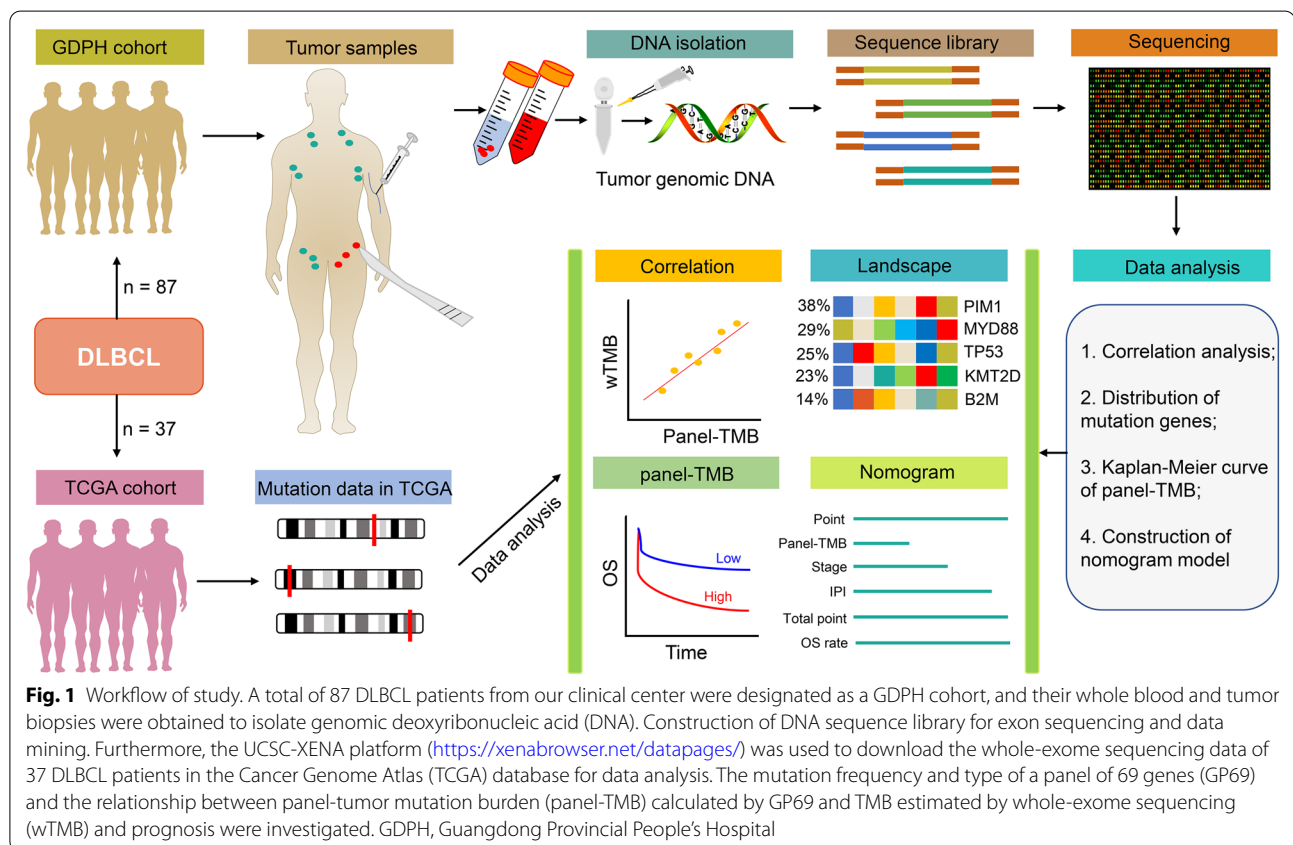 GDPH cohort
Tumor samples
DNA isolation
Sequence library
Sequencing
Tumor genomic DNA
n = 87
DLBCL
n = 37
TCGA cohort
Mutation data in TCGA
Data analysis
Correlation
wTMB
Panel-TMB
Landscape
38% PIM1
29% MYD88
25% TP53
23% KMT2D
14% B2M
panel-TMB
OS
Low
High
Time
Nomogram
Point
Panel-TMB
Stage
IPI
Total point
OS rate
Data analysis
1. Correlation analysis;
2. Distribution of
mutation genes;
3. Kaplan-Meier curve
of panel-TMB;
4. Construction of
nomogram model
Fig. 1 Workflow of study. A total of 87 DLBCL patients from our clinical center were designated as a GDPH cohort, and their whole blood and tumor
biopsies were obtained to isolate genomic deoxyribonucleic acid (DNA). Construction of DNA sequence library for exon sequencing and data
mining. Furthermore, the UCSC-XENA platform (https://xenabrowser.net/datapages/) was used to download the whole-exome sequencing data of
37 DLBCL patients in the Cancer Genome Atlas (TCGA) database for data analysis. The mutation frequency and type of a panel of 69 genes (GP69)
and the relationship between panel-tumor mutation burden (panel-TMB) calculated by GP69 and TMB estimated by whole-exome sequencing
(wTMB) and prognosis were investigated. GDPH, Guangdong Provincial People's Hospital